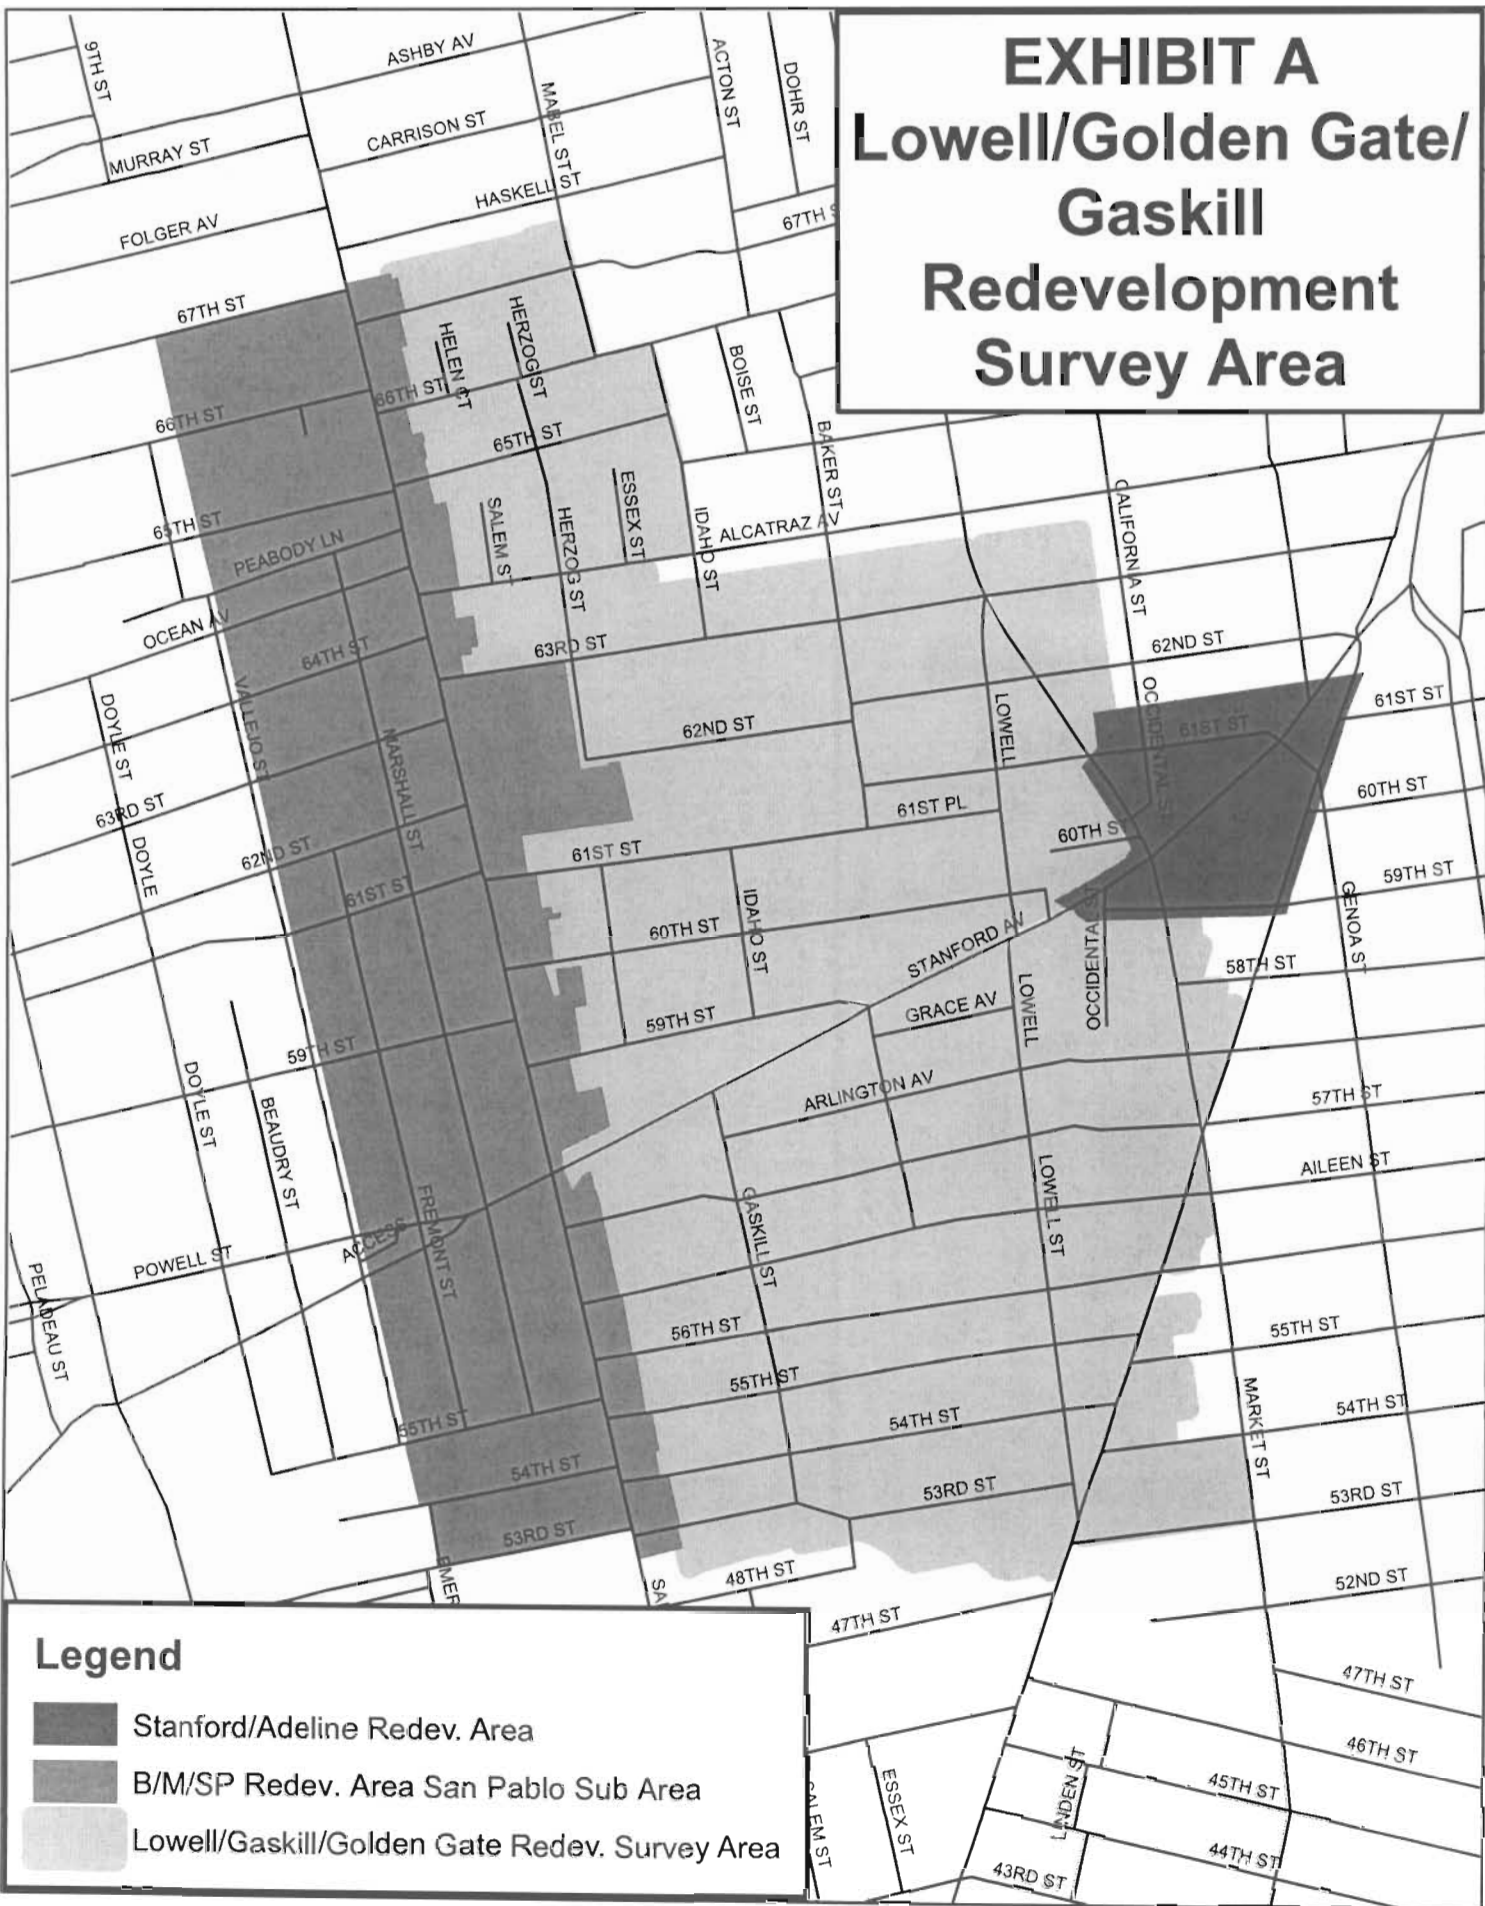 EXHIBIT A
Lowell/Golden Gate/
Gaskill
Redevelopment
Survey Area
9TH ST
ASHBY AV
ACTON ST
DOHR ST
MABEL ST
CARRISON ST
MURRAY ST
HASKELL ST
FOLGER AV
67TH
67TH ST
HERZOG ST
HELEN CT
BOISE ST
66TH ST
66TH ST
65TH ST
BAKER ST
ESSEX ST
SALEM ST
IDAHO ST
ALCATRAZ AV
CALIFORNIA ST
65TH ST
PEABODY LN
HERZOG ST
OCEAN AV
64TH ST
63RD ST
62ND ST
VALLEJO ST
DOYLE ST
LOWELL
OCCIDENTAL ST
61ST ST
61ST ST
62ND ST
MARSHALL ST
63RD ST
61ST PL
60TH ST
60TH S
DOYLE
62ND ST
61ST ST
61ST ST
59TH ST
GENOA ST
IDAHO ST
60TH ST
STANFORD AV
OCCIDENTAL ST
58TH ST
LOWELL
GRACE AV
59TH ST
59TH ST
DOYLE ST
BEAUDRY ST
ARLINGTON AV
57TH ST
AILEEN ST
LOWELL ST
FREMONT ST
GASKILL ST
ACCESS
POWELL ST
PELADEAU ST
56TH ST
55TH ST
55TH ST
MARKET ST
54TH ST
54TH ST
55TH ST
54TH ST
53RD ST
53RD ST
53RD ST
EMER
SA
48TH ST
52ND ST
47TH ST
47TH ST
46TH ST
45TH ST
LINDEN ST
ESSEX ST
SALEM ST
44TH ST
43RD ST
Legend
Stanford/Adeline Redev. Area
B/M/SP Redev. Area San Pablo Sub Area
Lowell/Gaskill/Golden Gate Redev. Survey Area